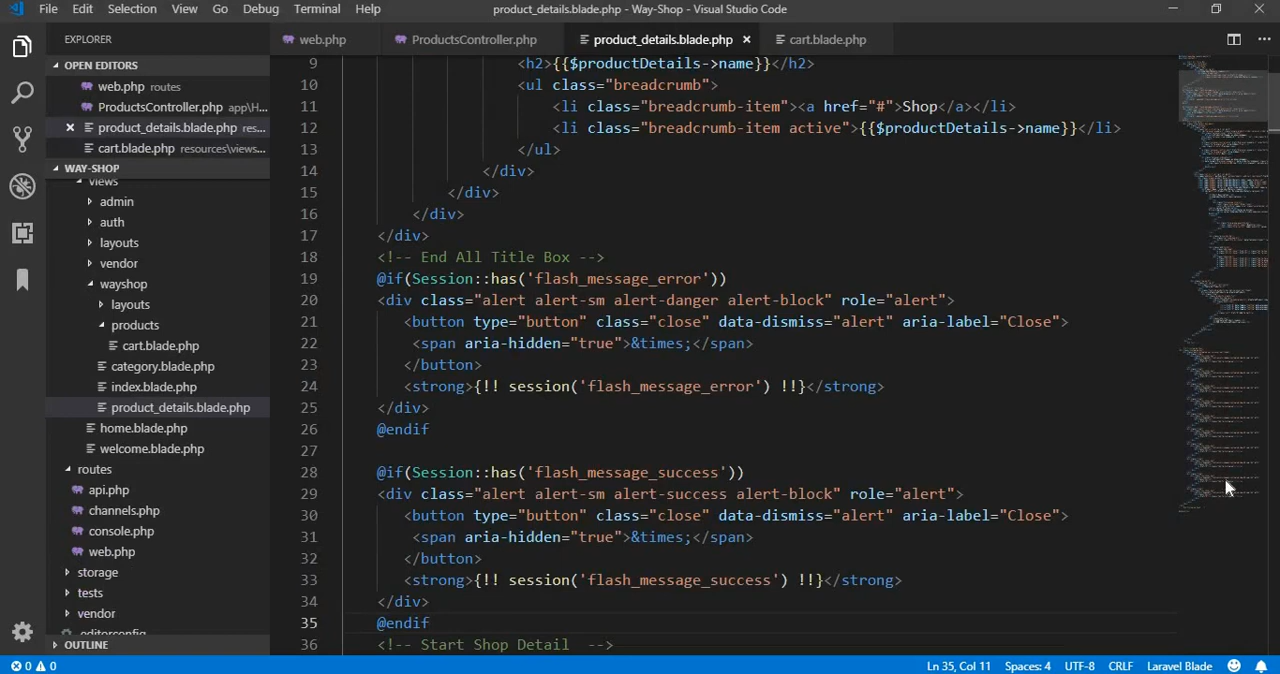 File Edit Selection View Go Debug Terminal Help product_details.blade.php - Way-Shop - Visual Studio Code
EXPLORER
OPEN EDITORS
web.php routes
ProductsController.php app\H...
product_details.blade.php res...
cart.blade.php resources\views...
WAY-SHOP
views
admin
auth
layouts
vendor
wayshop
layouts
products
cart.blade.php
category.blade.php
index.blade.php
product_details.blade.php
home.blade.php
welcome.blade.php
routes
api.php
channels.php
console.php
web.php
storage
tests
vendor
.editorconfig
OUTLINE
web.php ProductsController.php product_details.blade.php cart.blade.php
9 <h2>{{$productDetails->name}}</h2>
10 <ul class="breadcrumb">
11 <li class="breadcrumb-item"><a href="#">Shop</a></li>
12 <li class="breadcrumb-item active">{{$productDetails->name}}</li>
13 </ul>
14 </div>
15 </div>
16 </div>
17 </div>
18 <!-- End All Title Box -->
19 @if(Session::has('flash_message_error'))
20 <div class="alert alert-sm alert-danger alert-block" role="alert">
21 <button type="button" class="close" data-dismiss="alert" aria-label="Close">
22 <span aria-hidden="true">&times;</span>
23 </button>
24 <strong>{!! session('flash_message_error') !!}</strong>
25 </div>
26 @endif
27
28 @if(Session::has('flash_message_success'))
29 <div class="alert alert-sm alert-success alert-block" role="alert">
30 <button type="button" class="close" data-dismiss="alert" aria-label="Close">
31 <span aria-hidden="true">&times;</span>
32 </button>
33 <strong>{!! session('flash_message_success') !!}</strong>
34 </div>
35 @endif
36 <!-- Start Shop Detail -->
0 0 Ln 35, Col 11 Spaces: 4 UTF-8 CRLF Laravel Blade